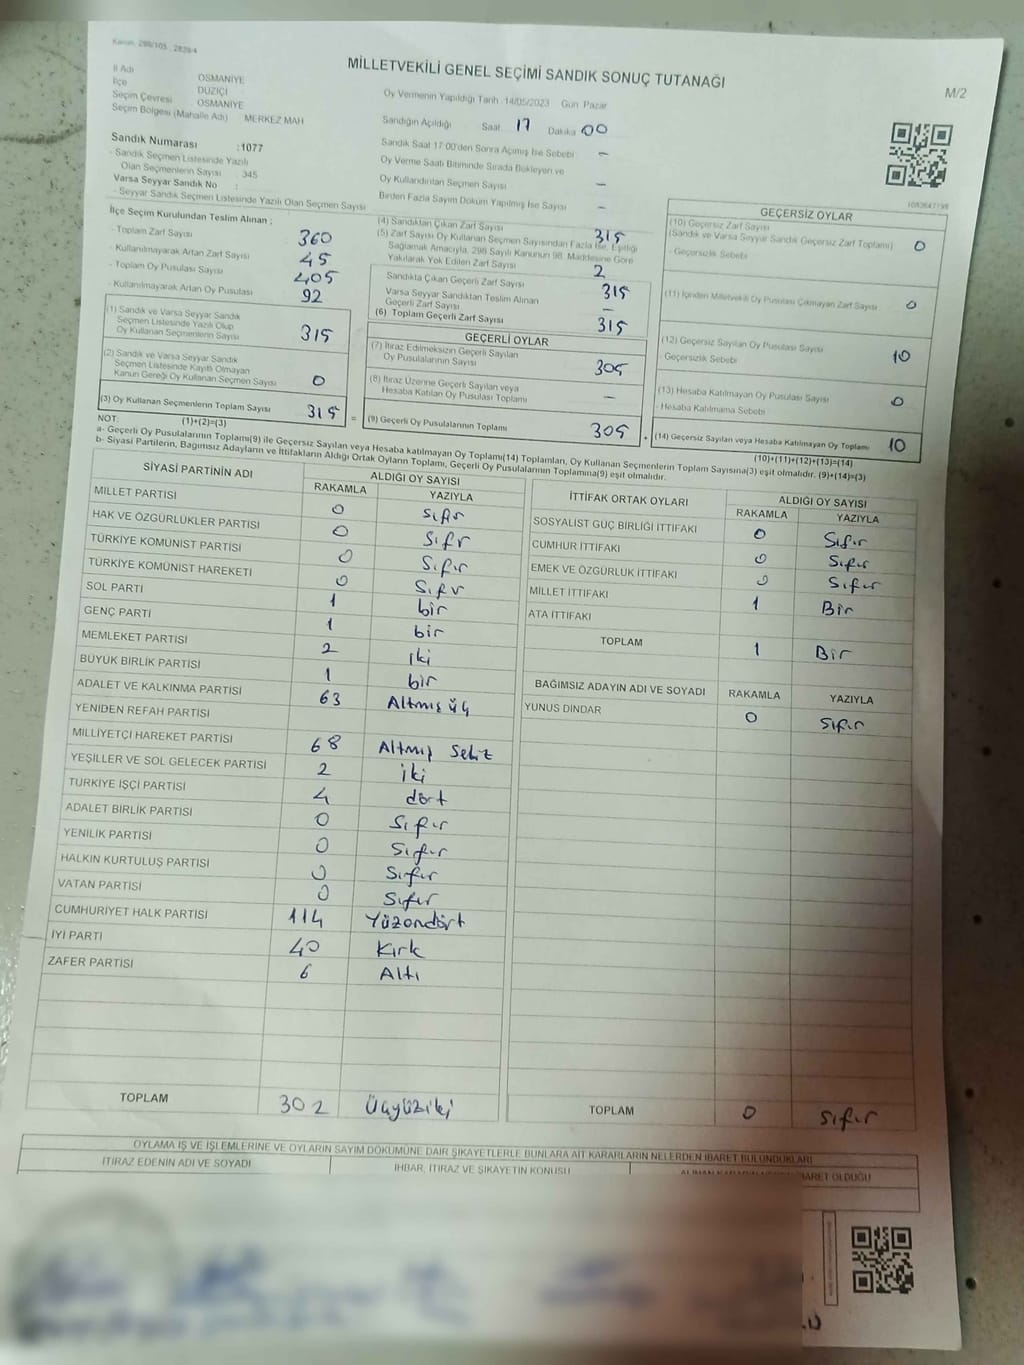 Kanun: 298/105 , 2839/4
MİLLETVEKİLİ GENEL SEÇİMİ SANDIK SONUÇ TUTANAĞI
M/2
İl Adı OSMANİYE
İlçe DÜZİÇİ
Seçim Çevresi OSMANİYE
Seçim Bölgesi (Mahalle Adı) MERKEZ MAH
Oy Vermenin Yapıldığı Tarih :14/05/2023 Gün Pazar
Sandığın Açıldığı Saat 17 Dakika 00
Sandık Numarası :1077
- Sandık Seçmen Listesinde Yazılı
Olan Seçmenlerin Sayısı : 345
Varsa Seyyar Sandık No :
- Seyyar Sandık Seçmen Listesinde Yazılı Olan Seçmen Sayısı
Sandık Saat 17:00'den Sonra Açımış İse Sebebi –
Oy Verme Saati Bitiminde Sırada Bekleyen ve
Oy Kullandırılan Seçmen Sayısı –
Birden Fazla Sayım Döküm Yapılmış İse Sayısı –
İlçe Seçim Kurulundan Teslim Alınan :
- Toplam Zarf Sayısı 360
- Kullanılmayarak Artan Zarf Sayısı 45
- Toplam Oy Pusulası Sayısı 405
- Kullanılmayarak Artan Oy Pusulası 92
(1) Sandık ve Varsa Seyyar Sandık
Seçmen Listesinde Yazılı Olup
Oy Kullanan Seçmenlerin Sayısı 315
(2) Sandık ve Varsa Seyyar Sandık
Seçmen Listesinde Kayıtlı Olmayan
Kanun Gereği Oy Kullanan Seçmen Sayısı 0
(3) Oy Kullanan Seçmenlerin Toplam Sayısı 315
(1)+(2)=(3)
(4) Sandıktan Çıkan Zarf Sayısı 315
(5) Zarf Sayısı Oy Kullanan Seçmen Sayısından Fazla İse, Eşitliği
Sağlamak Amacıyla, 298 Sayılı Kanunun 98. Maddesine Göre
Yakılarak Yok Edilen Zarf Sayısı 2
Sandıkta Çıkan Geçerli Zarf Sayısı 315
Varsa Seyyar Sandıktan Teslim Alınan
Geçerli Zarf Sayısı –
(6) Toplam Geçerli Zarf Sayısı 315
GEÇERLİ OYLAR
(7) İtiraz Edilmeksizin Geçerli Sayılan
Oy Pusulalarının Sayısı 305
(8) İtiraz Üzerine Geçerli Sayılan veya
Hesaba Katılan Oy Pusulası Toplamı –
= (9) Geçerli Oy Pusulalarının Toplamı 305
GEÇERSİZ OYLAR
(10) Geçersiz Zarf Sayısı
(Sandık ve Varsa Seyyar Sandık Geçersiz Zarf Toplamı) 0
- Geçersizlik Sebebi
(11) İçinden Milletvekili Oy Pusulası Çıkmayan Zarf Sayısı 0
(12) Geçersiz Sayılan Oy Pusulası Sayısı 10
Geçersizlik Sebebi
(13) Hesaba Katılmayan Oy Pusulası Sayısı 0
- Hesaba Katılmama Sebebi
+ (14) Geçersiz Sayılan veya Hesaba Katılmayan Oy Toplamı 10
(10)+(11)+(12)+(13)=(14)
NOT:
a- Geçerli Oy Pusulalarının Toplamı(9) ile Geçersiz Sayılan veya Hesaba katılmayan Oy Toplamı(14) Toplamları, Oy Kullanan Seçmenlerin Toplam Sayısına(3) eşit olmalıdır. (9)+(14)=(3)
b- Siyasi Partilerin, Bağımsız Adayların ve İttifakların Aldığı Ortak Oyların Toplamı, Geçerli Oy Pusulalarının Toplamına(9) eşit olmalıdır.
SİYASİ PARTİNİN ADI ALDIĞI OY SAYISI
RAKAMLA YAZIYLA
MİLLET PARTİSİ 0 Sıfır
HAK VE ÖZGÜRLÜKLER PARTİSİ 0 Sıfır
TÜRKİYE KOMÜNİST PARTİSİ 0 Sıfır
TÜRKİYE KOMÜNİST HAREKETİ 0 Sıfır
SOL PARTİ 1 bir
GENÇ PARTİ 1 bir
MEMLEKET PARTİSİ 2 iki
BÜYÜK BİRLİK PARTİSİ 1 bir
ADALET VE KALKINMA PARTİSİ 63 Altmış üç
YENİDEN REFAH PARTİSİ
MİLLİYETÇİ HAREKET PARTİSİ 68 Altmış Sekiz
YEŞİLLER VE SOL GELECEK PARTİSİ 2 iki
TÜRKİYE İŞÇİ PARTİSİ 4 dört
ADALET BİRLİK PARTİSİ 0 Sıfır
YENİLİK PARTİSİ 0 Sıfır
HALKIN KURTULUŞ PARTİSİ 0 Sıfır
VATAN PARTİSİ 0 Sıfır
CUMHURİYET HALK PARTİSİ 114 Yüzondört
İYİ PARTİ 40 Kırk
ZAFER PARTİSİ 6 Altı
TOPLAM 302 Üçyüziki
İTTİFAK ORTAK OYLARI ALDIĞI OY SAYISI
RAKAMLA YAZIYLA
SOSYALİST GÜÇ BİRLİĞİ İTTİFAKI 0 Sıfır
CUMHUR İTTİFAKI 0 Sıfır
EMEK VE ÖZGÜRLÜK İTTİFAKI 0 Sıfır
MİLLET İTTİFAKI 1 Bir
ATA İTTİFAKI
TOPLAM 1 Bir
BAĞIMSIZ ADAYIN ADI VE SOYADI RAKAMLA YAZIYLA
YUNUS DİNDAR 0 Sıfır
TOPLAM 0 Sıfır
OYLAMA İŞ VE İŞLEMLERİNE VE OYLARIN SAYIM DÖKÜMÜNE DAİR ŞİKAYETLERLE BUNLARA AİT KARARLARIN NELERDEN İBARET BULUNDUKLARI
İTİRAZ EDENİN ADI VE SOYADI İHBAR, İTİRAZ VE ŞİKAYETİN KONUSU